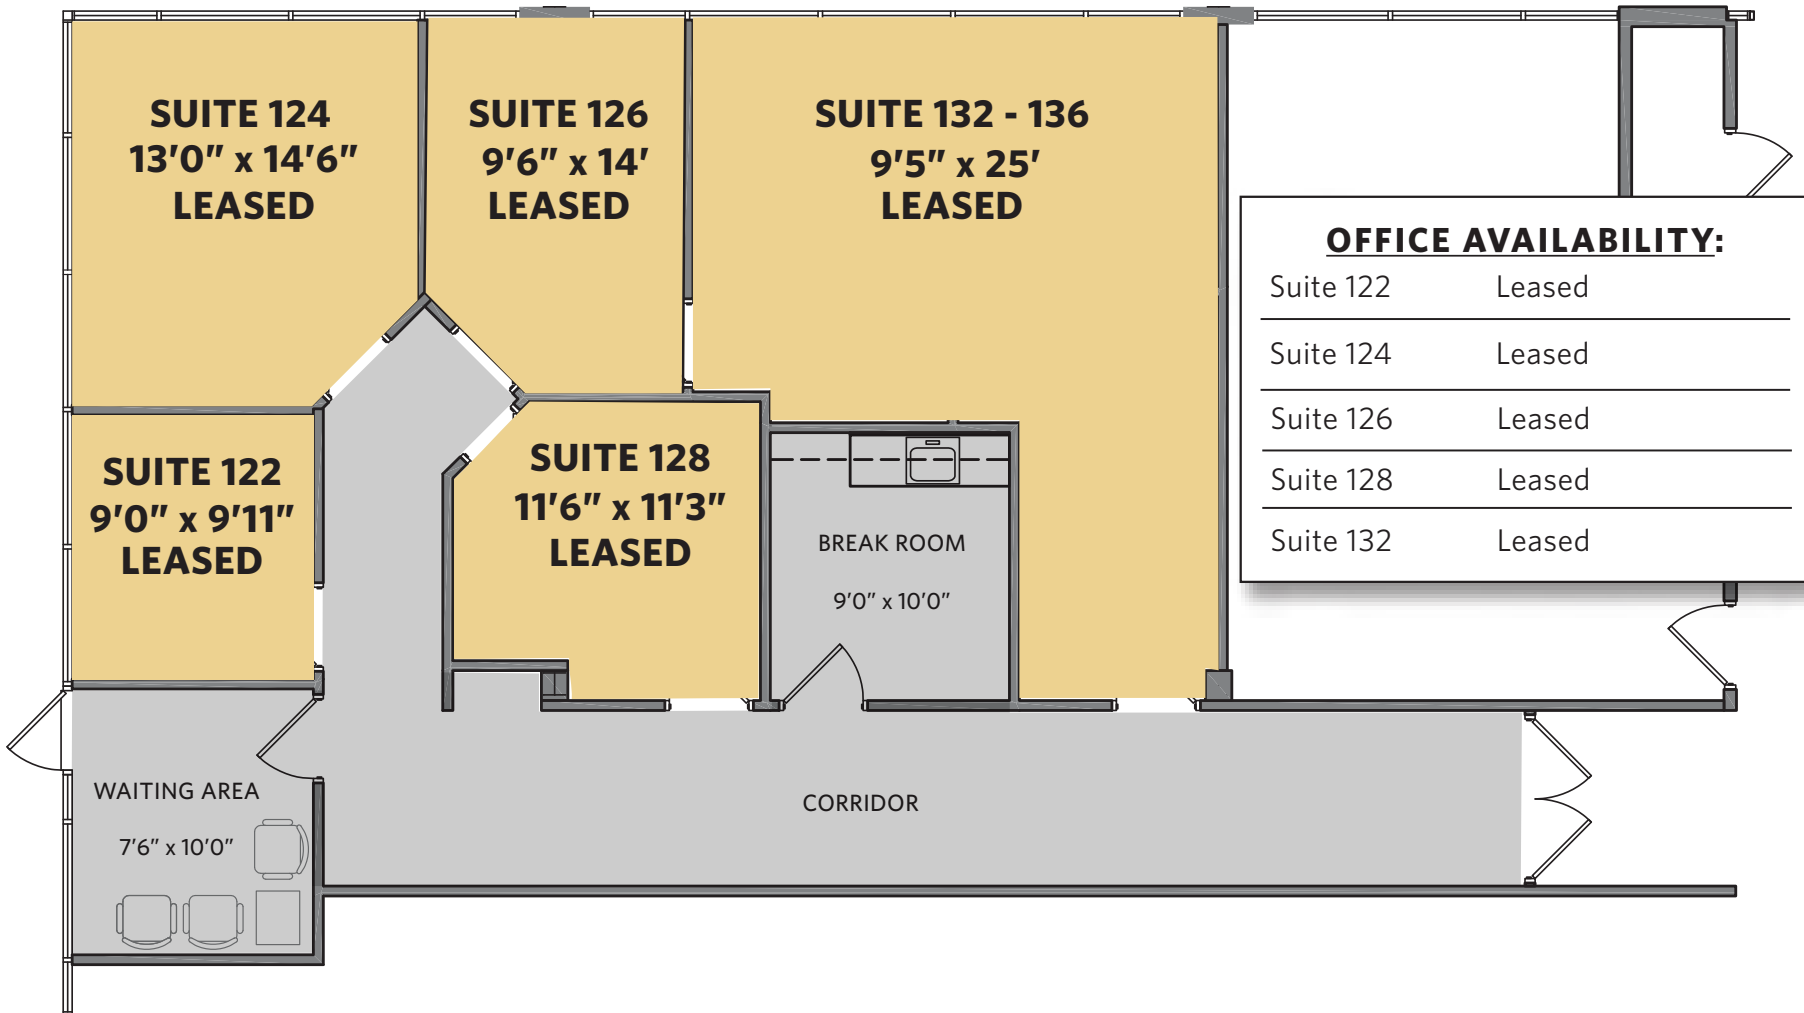 SUITE 124
13'0" x 14'6"
LEASED
SUITE 126
9'6" x 14'
LEASED
SUITE 132 - 136
9'5" x 25'
LEASED
OFFICE AVAILABILITY:
Suite 122 Leased
Suite 124 Leased
Suite 126 Leased
Suite 128 Leased
Suite 132 Leased
SUITE 122
9'0" x 9'11"
LEASED
SUITE 128
11'6" x 11'3"
LEASED
BREAK ROOM
9'0" x 10'0"
WAITING AREA
7'6" x 10'0"
CORRIDOR